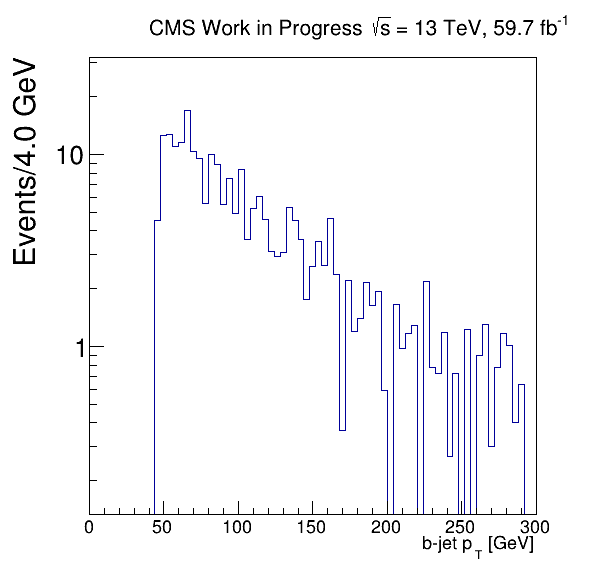 CMS Work in Progress √s = 13 TeV, 59.7 fb⁻¹
Events/4.0 GeV
10
1
0 50 100 150 200 250 300
b-jet p_T [GeV]